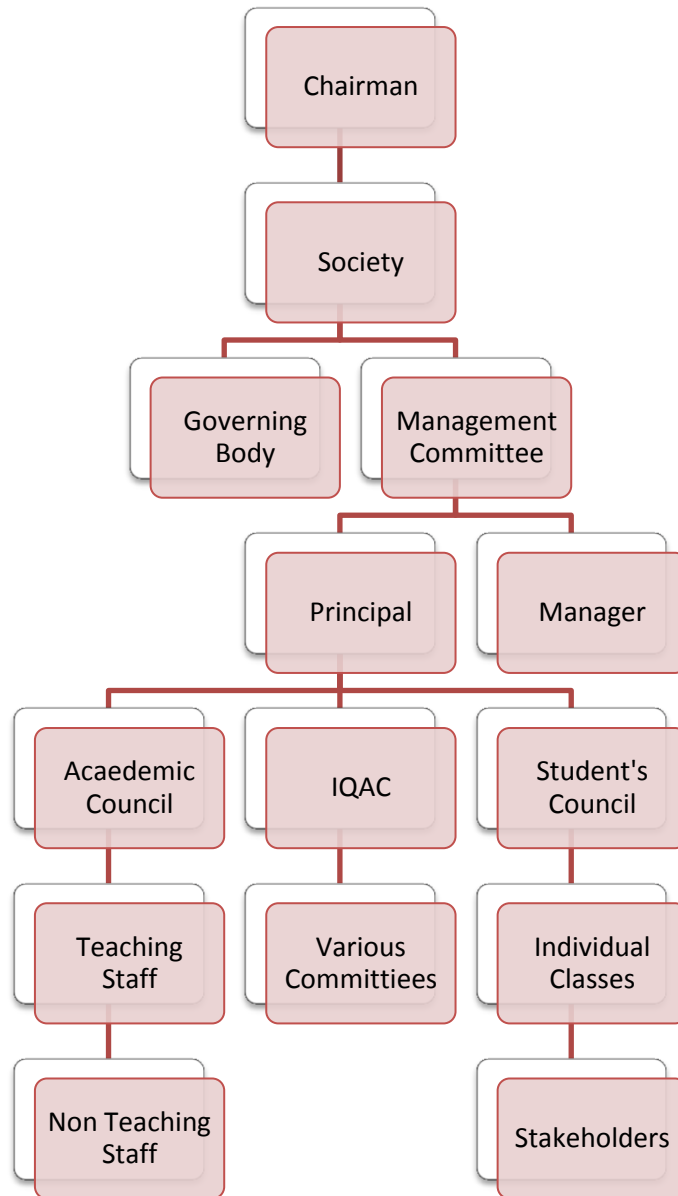 Chairman
Society
Governing
Body
Management
Committee
Principal
Manager
Acaedemic
Council
IQAC
Student's
Council
Teaching
Staff
Various
Committiees
Individual
Classes
Non Teaching
Staff
Stakeholders